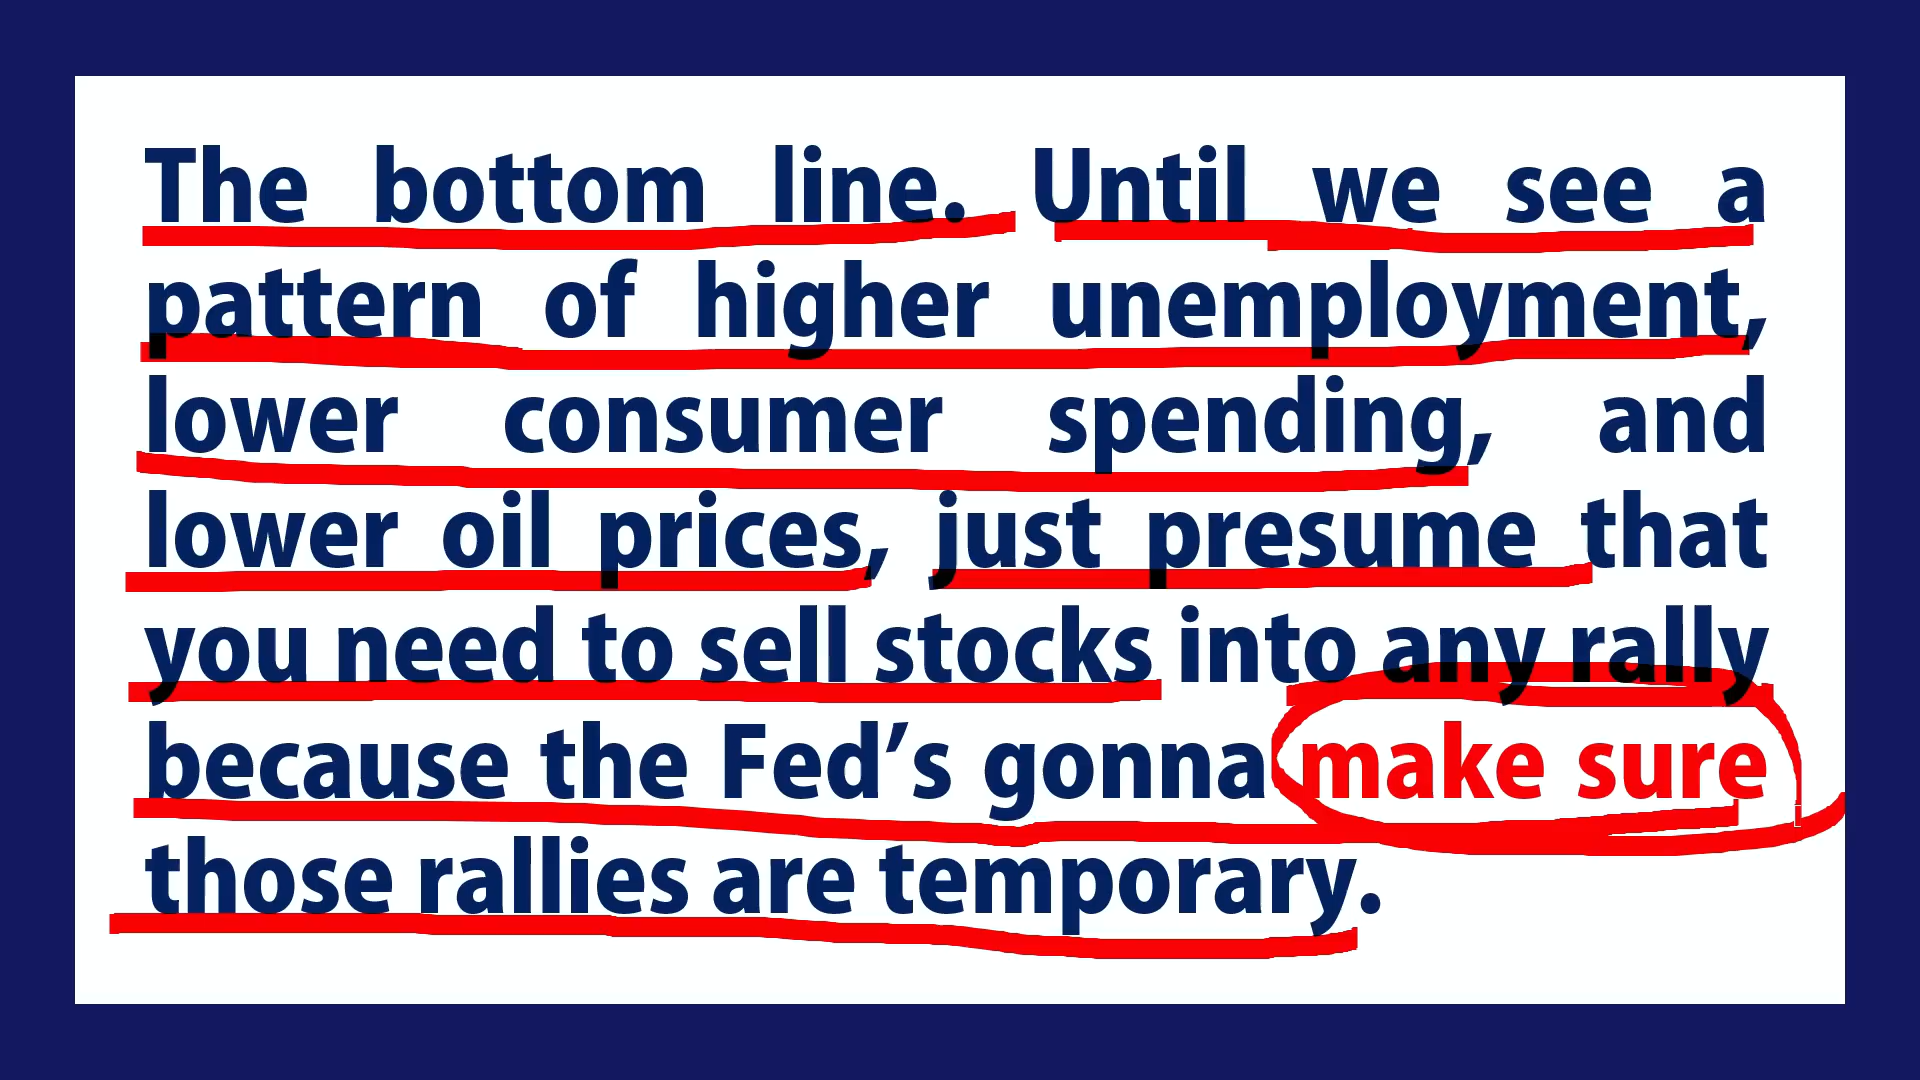 The bottom line. Until we see a
pattern of higher unemployment,
lower consumer spending, and
lower oil prices, just presume that
you need to sell stocks into any rally
because the Fed’s gonna make sure
those rallies are temporary.